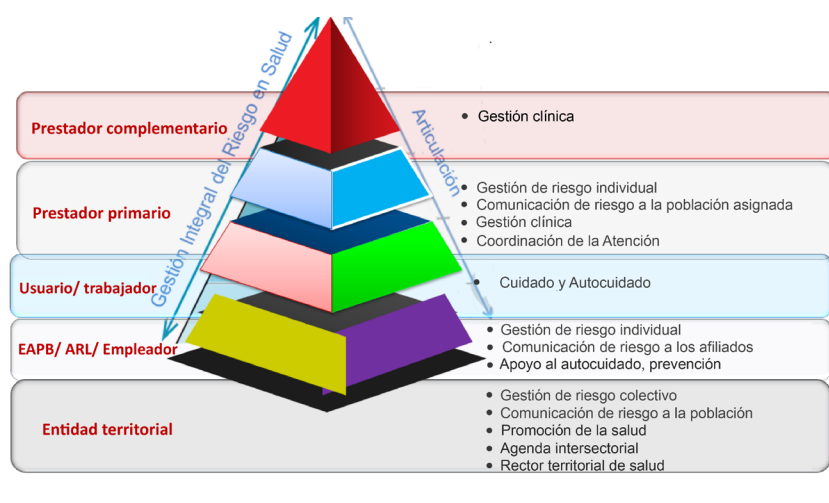 Gestión Integral del Riesgo en Salud
Articulación
Prestador complementario
• Gestión clínica
Prestador primario
• Gestión de riesgo individual
• Comunicación de riesgo a la población asignada
• Gestión clínica
• Coordinación de la Atención
Usuario/ trabajador
• Cuidado y Autocuidado
EAPB/ ARL/ Empleador
• Gestión de riesgo individual
• Comunicación de riesgo a los afiliados
• Apoyo al autocuidado, prevención
Entidad territorial
• Gestión de riesgo colectivo
• Comunicación de riesgo a la población
• Promoción de la salud
• Agenda intersectorial
• Rector territorial de salud